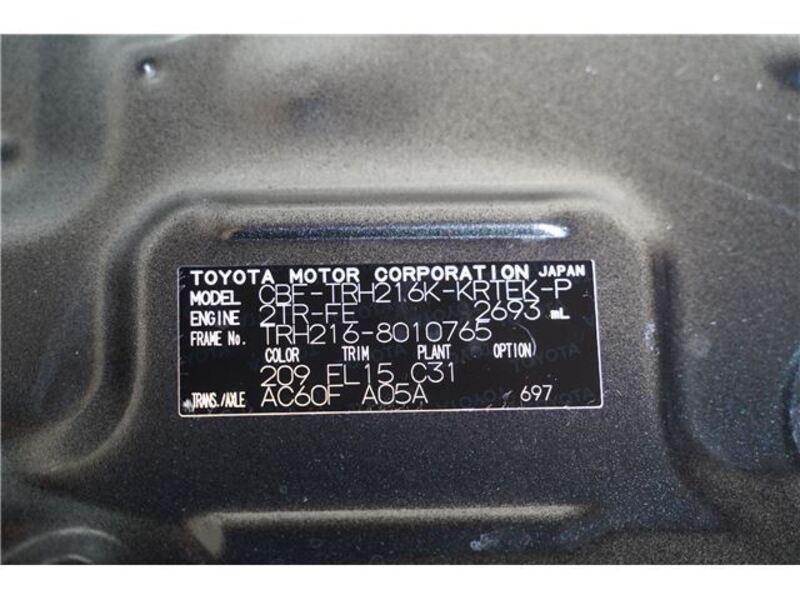 TOYOTA MOTOR CORPORATION JAPAN
MODEL CBF-TRH216K-KRTEK-P
ENGINE 2TR-FE 2693 mL
FRAME No. TRH216-8010765
COLOR TRIM PLANT OPTION
209 FL15 C31
TRANS./AXLE AC60F A05A 697